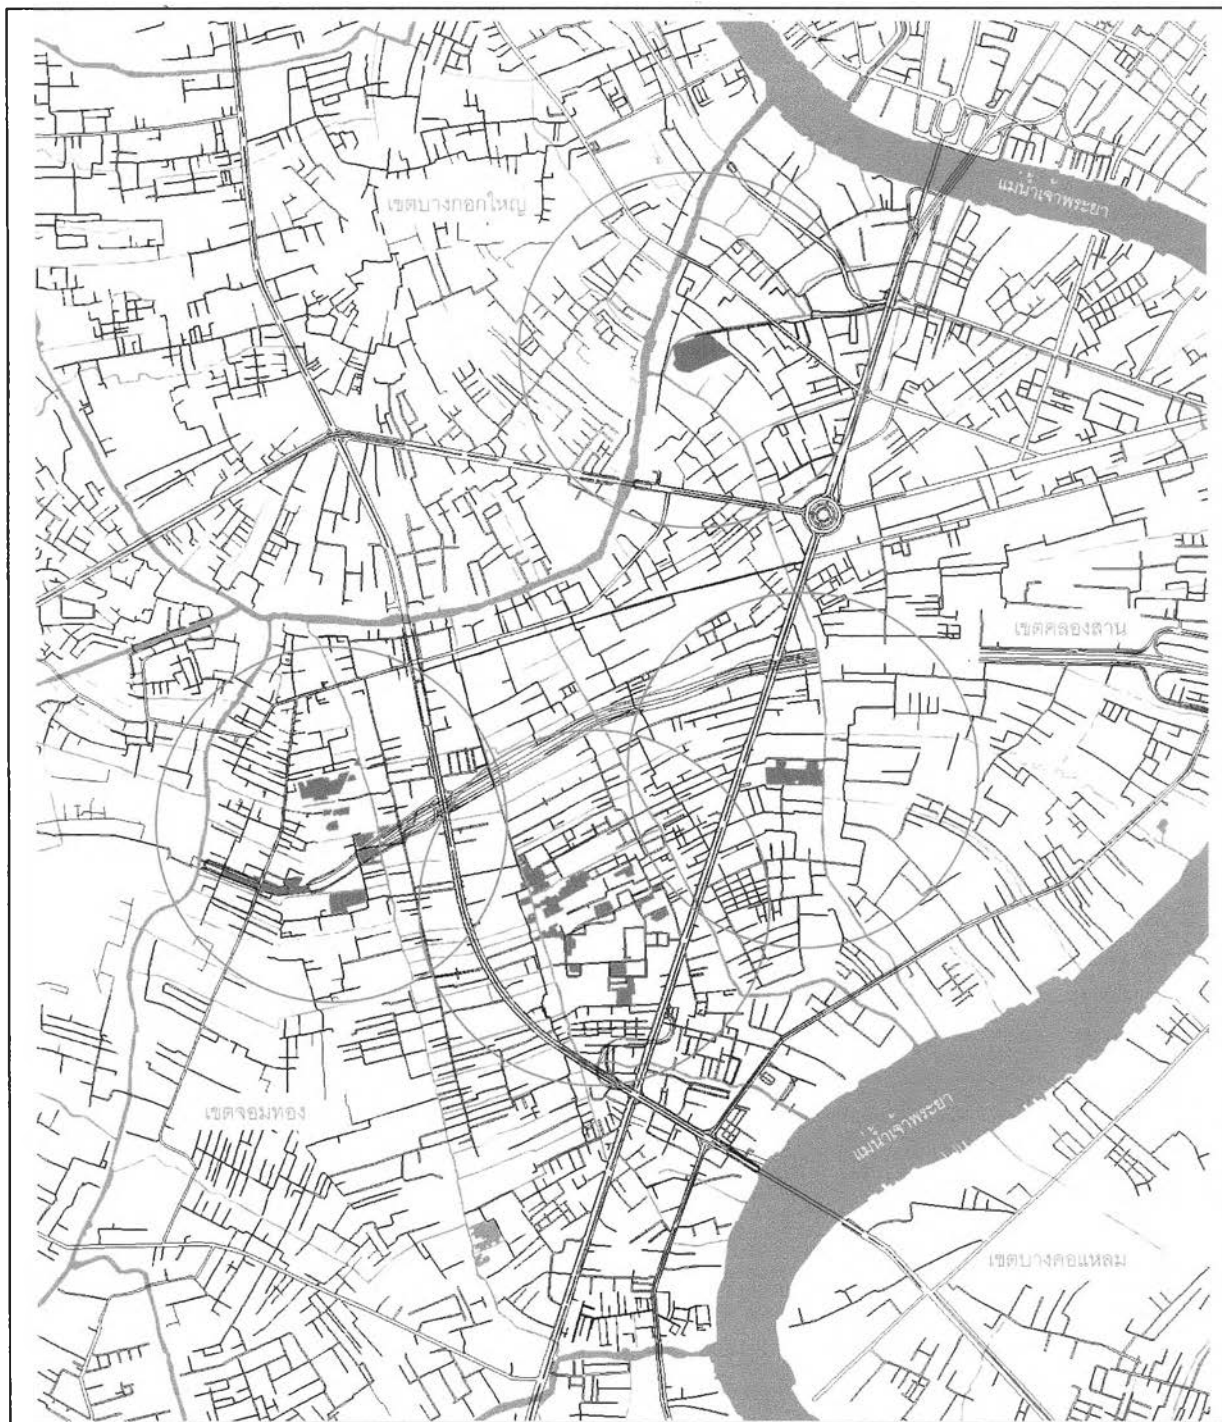 แม่น้ำเจ้าพระยา
เขตบางกอกใหญ่
เขตคลองสาน
เขตจอมทอง
แม่น้ำเจ้าพระยา
เขตบางคอแหลม